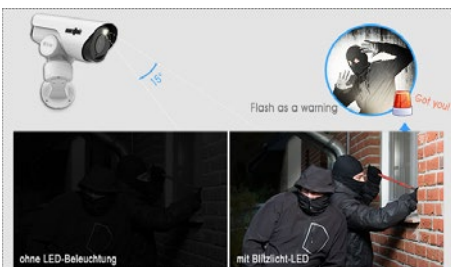 15°
Flash as a warning
Got you!
ohne LED-Beleuchtung
mit Blitzlicht-LED